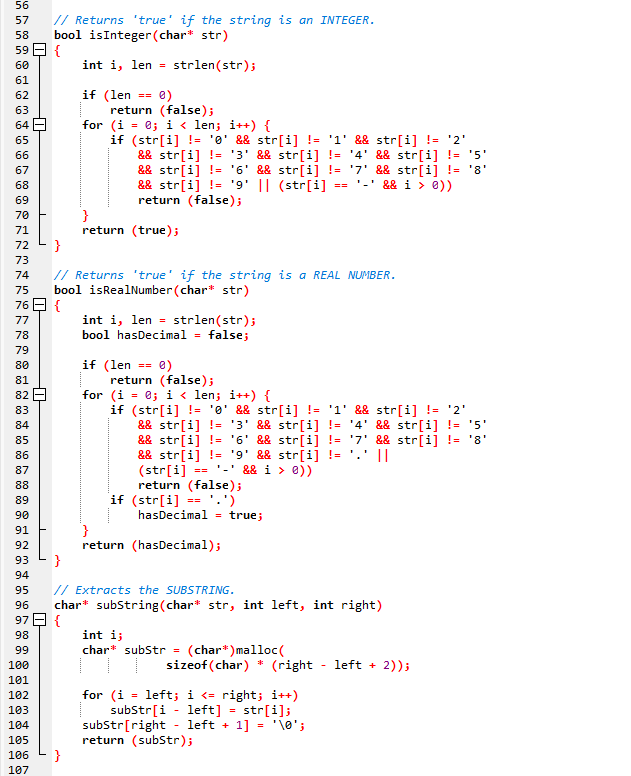 56
57 // Returns 'true' if the string is an INTEGER.
58 bool isInteger(char* str)
59 {
60     int i, len = strlen(str);
61
62     if (len == 0)
63         return (false);
64     for (i = 0; i < len; i++) {
65         if (str[i] != '0' && str[i] != '1' && str[i] != '2'
66             && str[i] != '3' && str[i] != '4' && str[i] != '5'
67             && str[i] != '6' && str[i] != '7' && str[i] != '8'
68             && str[i] != '9' || (str[i] == '-' && i > 0))
69             return (false);
70     }
71     return (true);
72 }
73
74 // Returns 'true' if the string is a REAL NUMBER.
75 bool isRealNumber(char* str)
76 {
77     int i, len = strlen(str);
78     bool hasDecimal = false;
79
80     if (len == 0)
81         return (false);
82     for (i = 0; i < len; i++) {
83         if (str[i] != '0' && str[i] != '1' && str[i] != '2'
84             && str[i] != '3' && str[i] != '4' && str[i] != '5'
85             && str[i] != '6' && str[i] != '7' && str[i] != '8'
86             && str[i] != '9' && str[i] != '.' ||
87             (str[i] == '-' && i > 0))
88             return (false);
89         if (str[i] == '.')
90             hasDecimal = true;
91     }
92     return (hasDecimal);
93 }
94
95 // Extracts the SUBSTRING.
96 char* subString(char* str, int left, int right)
97 {
98     int i;
99     char* subStr = (char*)malloc(
100                 sizeof(char) * (right - left + 2));
101
102     for (i = left; i <= right; i++)
103         subStr[i - left] = str[i];
104     subStr[right - left + 1] = '\0';
105     return (subStr);
106 }
107